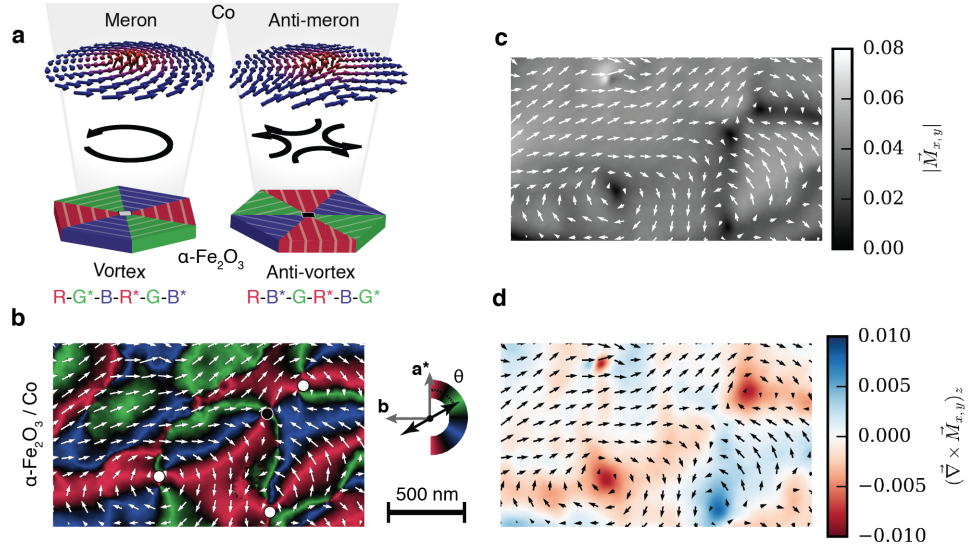 a
Co
Meron
Anti-meron
α-Fe₂O₃
Vortex
Anti-vortex
R-G*-B-R*-G-B*
R-B*-G-R*-B-G*
b
α-Fe₂O₃ / Co
a*
θ
b
500 nm
c
0.08
0.06
0.04
0.02
0.00
|M⃗x,y|
d
0.010
0.005
0.000
−0.005
−0.010
(∇⃗ × M⃗x,y)z